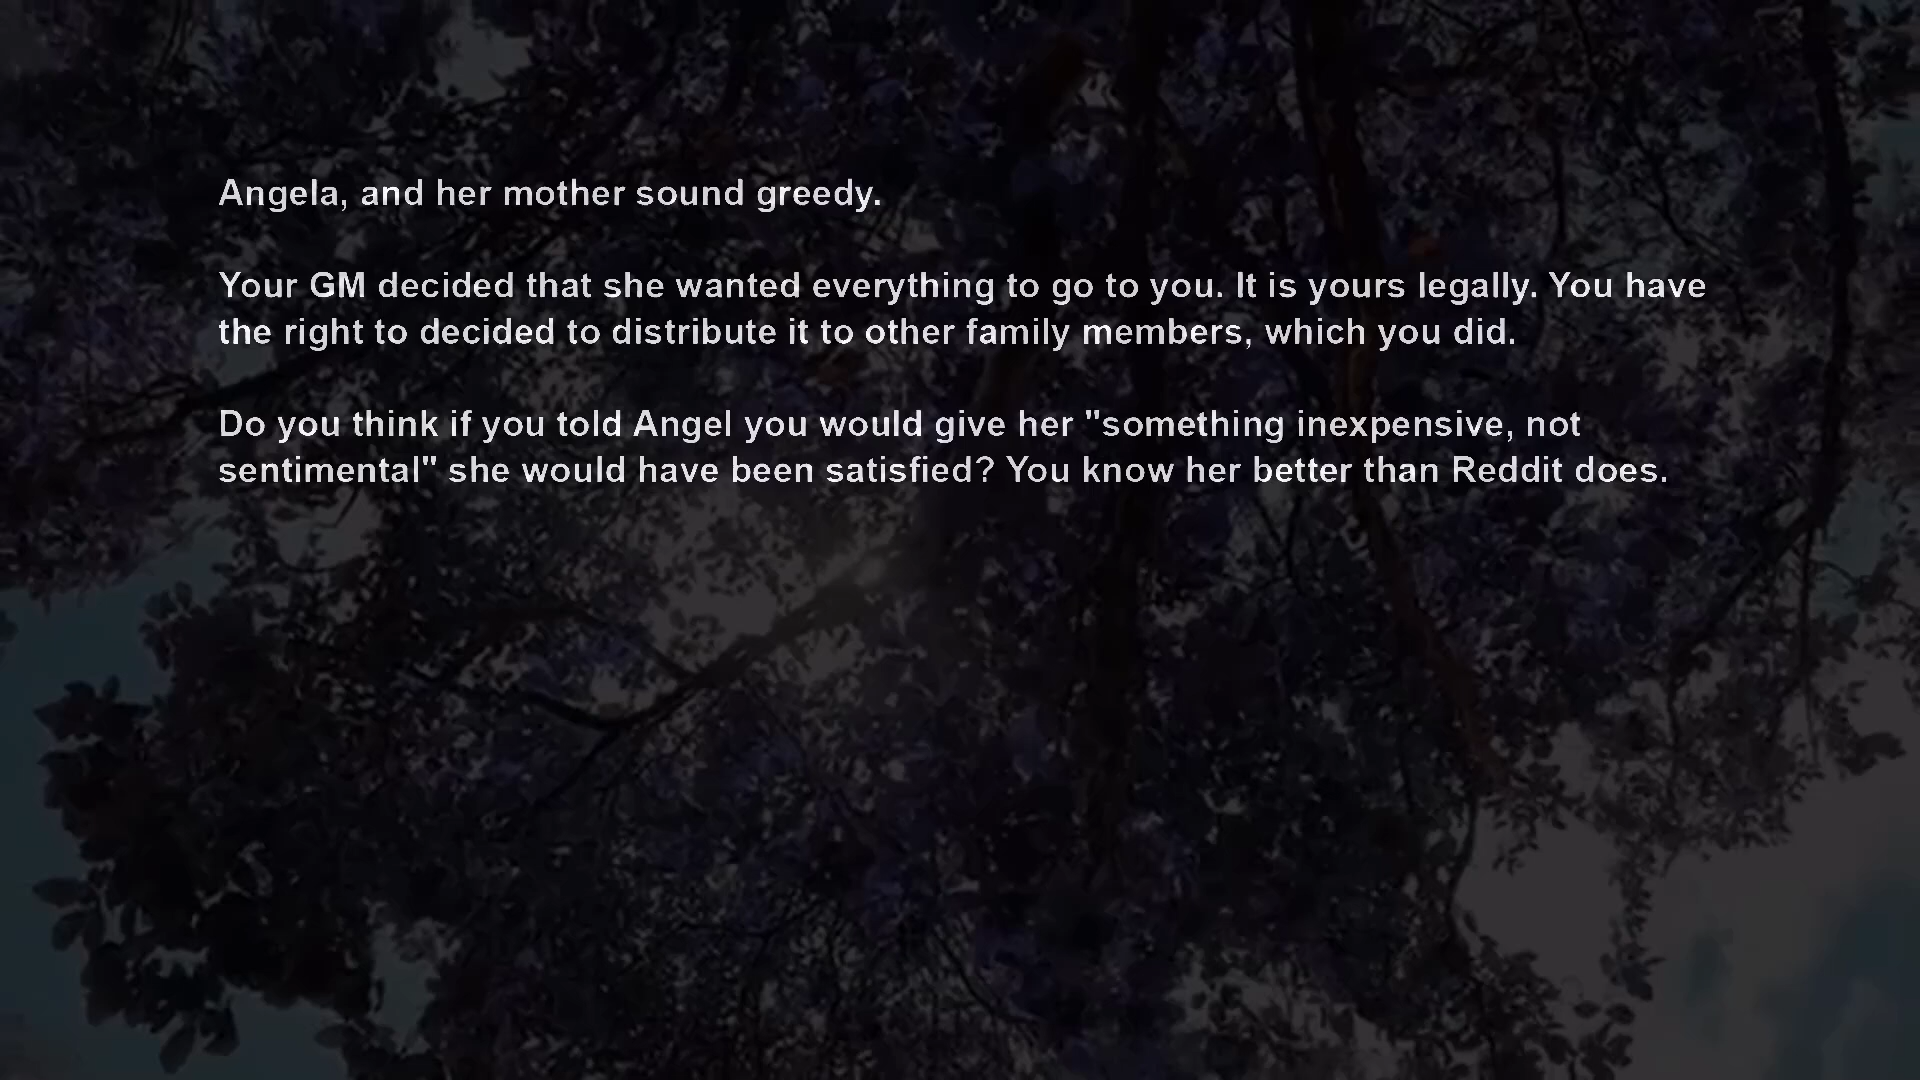 Angela, and her mother sound greedy.
Your GM decided that she wanted everything to go to you. It is yours legally. You have
the right to decided to distribute it to other family members, which you did.
Do you think if you told Angel you would give her "something inexpensive, not
sentimental" she would have been satisfied? You know her better than Reddit does.